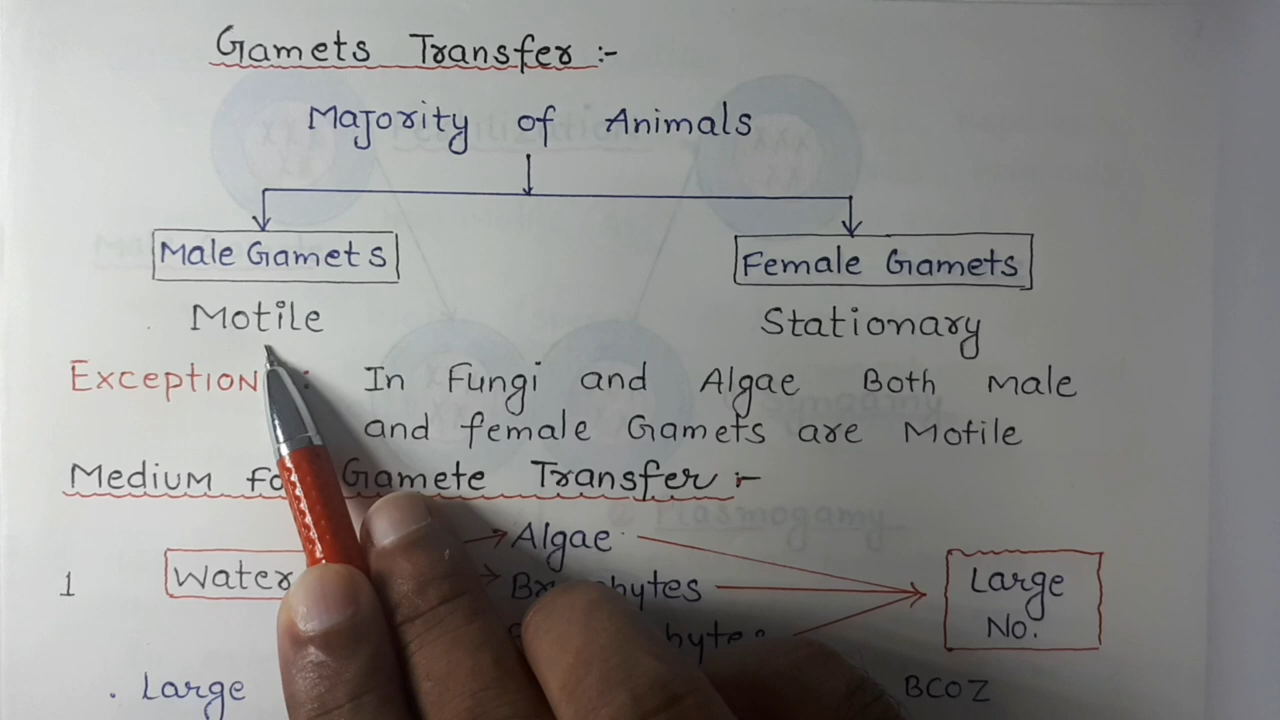 Gamets Transfer :-
Majority of Animals
Male Gamets
Female Gamets
Motile
Stationary
Exception : In Fungi and Algae Both Male
and female Gamets are Motile
Medium Gamete Transfer :-
1 Water Algae Large No.
. Large BCOZ